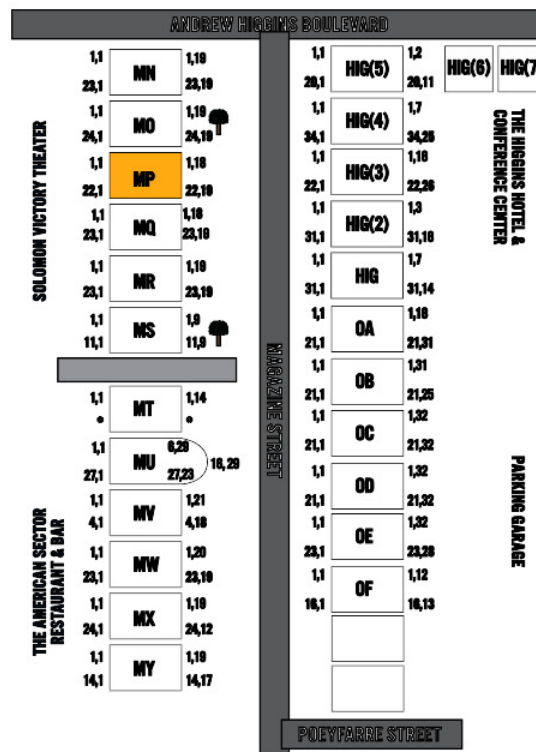 ANDREW HIGGINS BOULEVARD
SOLOMON VICTORY THEATER
1,1 MN 1,19
23,1 23,19
1,1 MO 1,19
24,1 24,19
1,1 MP 1,18
22,1 22,19
1,1 MQ 1,18
23,1 23,19
1,1 MR 1,19
23,1 23,19
1,1 MS 1,9
11,1 11,9
THE AMERICAN SECTOR
RESTAURANT & BAR
1,1 MT 1,14
1,1 MU 6,29
27,1 27,23 16,29
1,1 MV 1,21
4,1 4,18
1,1 MW 1,20
23,1 23,19
1,1 MX 1,19
24,1 24,12
1,1 MY 1,19
14,1 14,17
MAGAZINE STREET
1,1 HIG(5) 1,2 HIG(6) HIG(7
20,1 20,11
1,1 HIG(4) 1,7
34,1 34,25
1,1 HIG(3) 1,16
22,1 22,26
1,1 HIG(2) 1,3
31,1 31,16
1,1 HIG 1,7
31,1 31,14
1,1 OA 1,18
21,1 21,31
1,1 OB 1,31
21,1 21,25
1,1 OC 1,32
21,1 21,32
1,1 OD 1,32
21,1 21,32
1,1 OE 1,32
23,1 23,28
1,1 OF 1,12
16,1 16,13
THE HIGGINS HOTEL &
CONFERENCE CENTER
PARKING GARAGE
POEYFARRE STREET